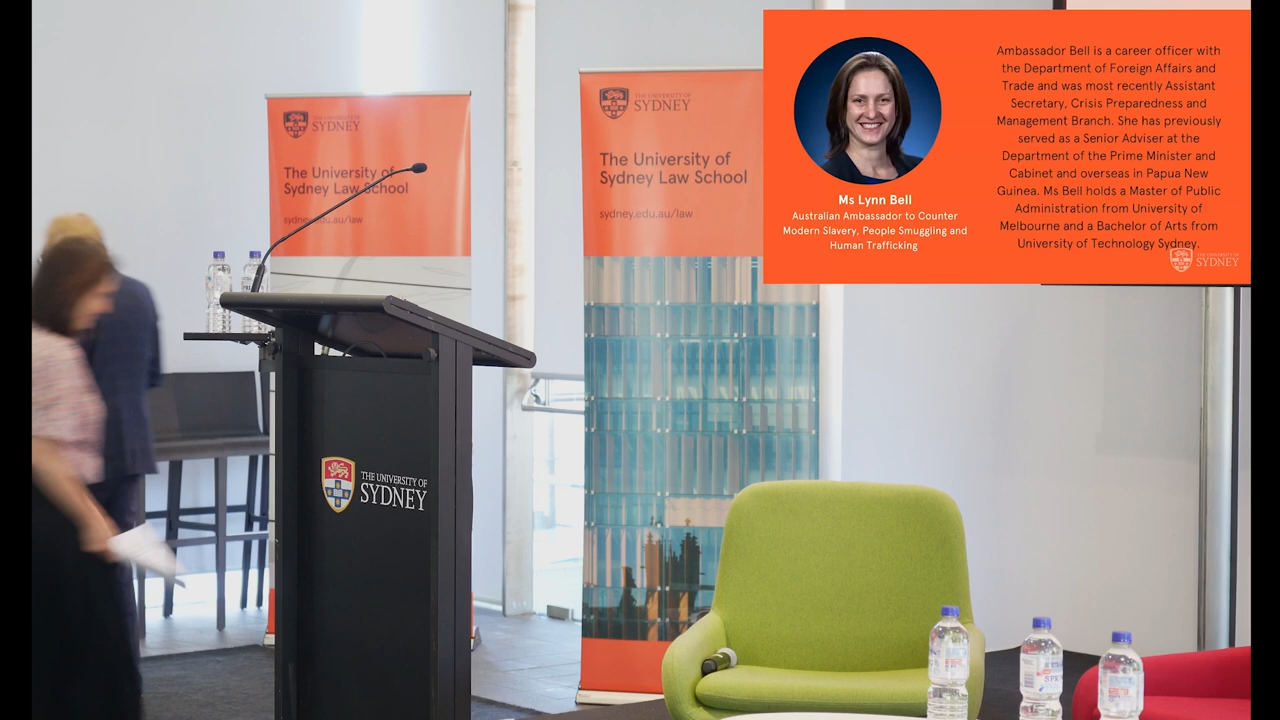 THE UNIVERSITY OF
SYDNEY
The University of
Sydney Law School
sydney.edu.au/law
THE UNIVERSITY OF
SYDNEY
The University of
Sydney Law School
sydney.edu.au/law
Ms Lynn Bell
Australian Ambassador to Counter
Modern Slavery, People Smuggling and
Human Trafficking
Ambassador Bell is a career officer with
the Department of Foreign Affairs and
Trade and was most recently Assistant
Secretary, Crisis Preparedness and
Management Branch. She has previously
served as a Senior Adviser at the
Department of the Prime Minister and
Cabinet and overseas in Papua New
Guinea. Ms Bell holds a Master of Public
Administration from University of
Melbourne and a Bachelor of Arts from
University of Technology Sydney.
THE UNIVERSITY OF
SYDNEY
THE UNIVERSITY OF
SYDNEY